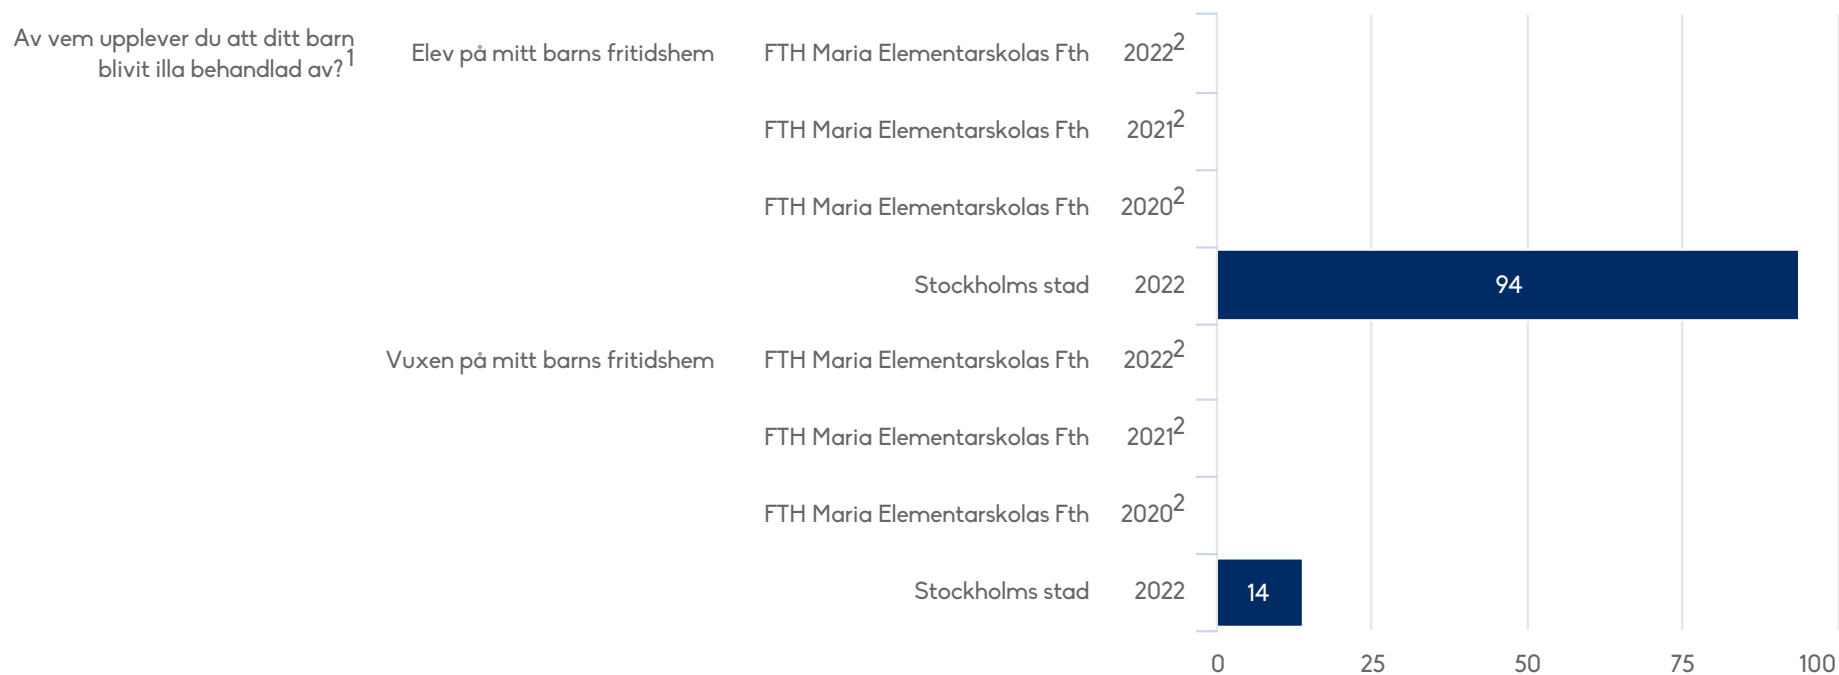 Av vem upplever du att ditt barn
blivit illa behandlad av?¹
Elev på mitt barns fritidshem
FTH Maria Elementarskolas Fth 2022²
FTH Maria Elementarskolas Fth 2021²
FTH Maria Elementarskolas Fth 2020²
Stockholms stad 2022 94
Vuxen på mitt barns fritidshem
FTH Maria Elementarskolas Fth 2022²
FTH Maria Elementarskolas Fth 2021²
FTH Maria Elementarskolas Fth 2020²
Stockholms stad 2022 14
0 25 50 75 100